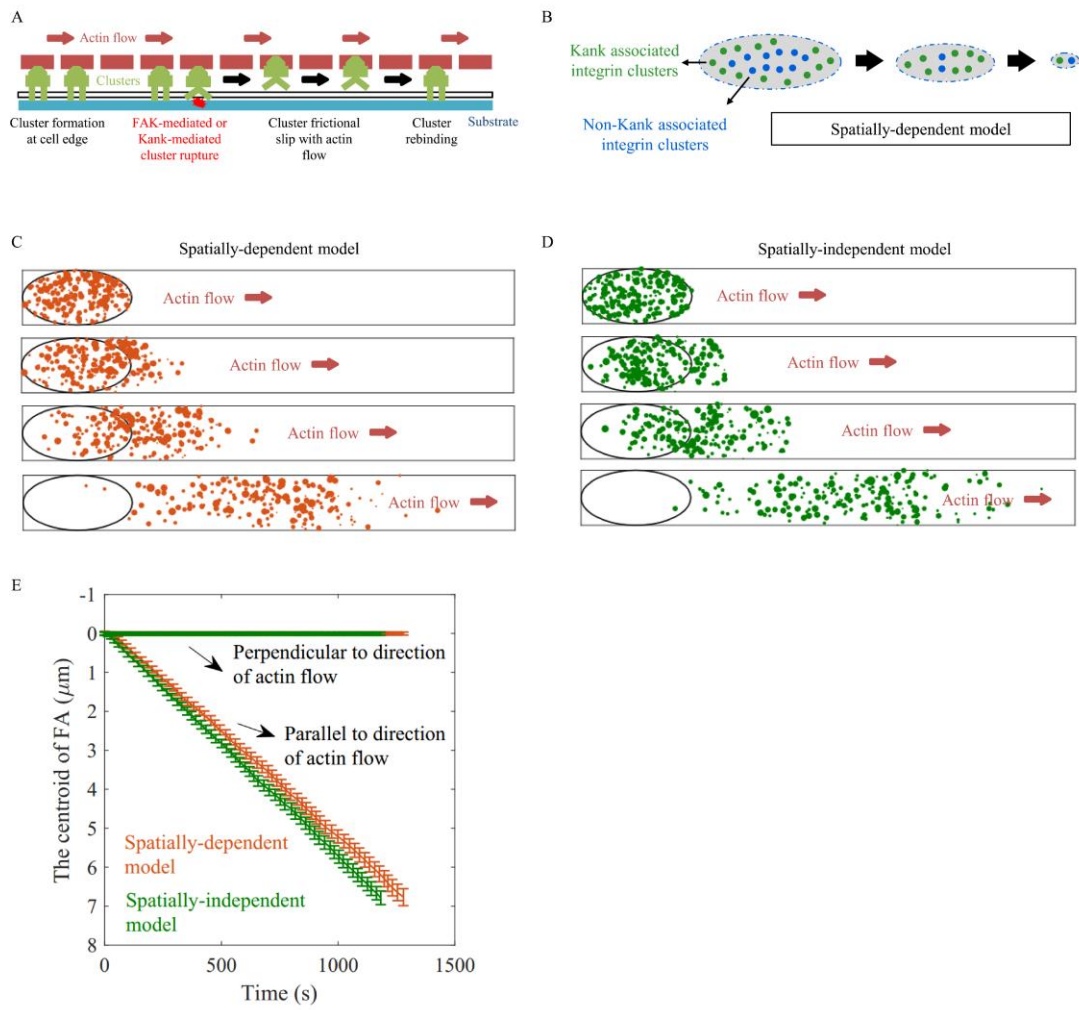 A
Actin flow
Clusters
Cluster formation
at cell edge
FAK-mediated or
Kank-mediated
cluster rupture
Cluster frictional
slip with actin
flow
Cluster
rebinding
Substrate
B
Kank associated
integrin clusters
Non-Kank associated
integrin clusters
Spatially-dependent model
C
Spatially-dependent model
Actin flow
Actin flow
Actin flow
Actin flow
D
Spatially-independent model
Actin flow
Actin flow
Actin flow
Actin flow
E
The centroid of FA (μm)
-1
0
1
2
3
4
5
6
7
8
Perpendicular to direction
of actin flow
Parallel to direction
of actin flow
Spatially-dependent
model
Spatially-independent
model
0
500
1000
1500
Time (s)